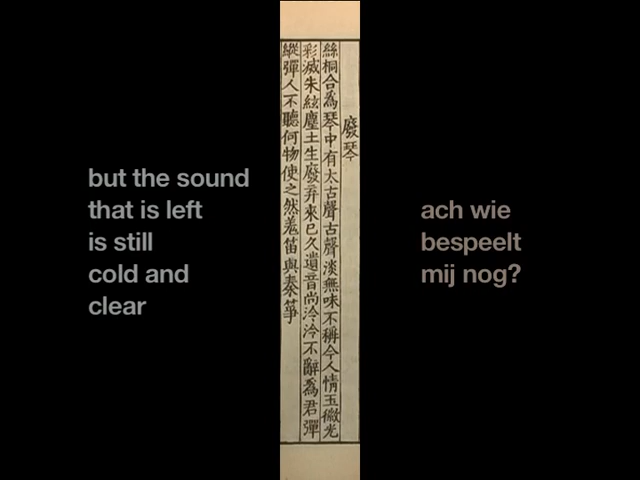 but the sound
that is left
is still
cold and
clear
廢琴
絲桐合為琴中有太古聲古聲淡無味不稱今人情玉徽光
彩滅朱絃塵土生廢弃來已久遺音尚泠泠不辭爲君彈
縱彈人不聽何物使之然羗笛與秦箏
ach wie
bespeelt
mij nog?